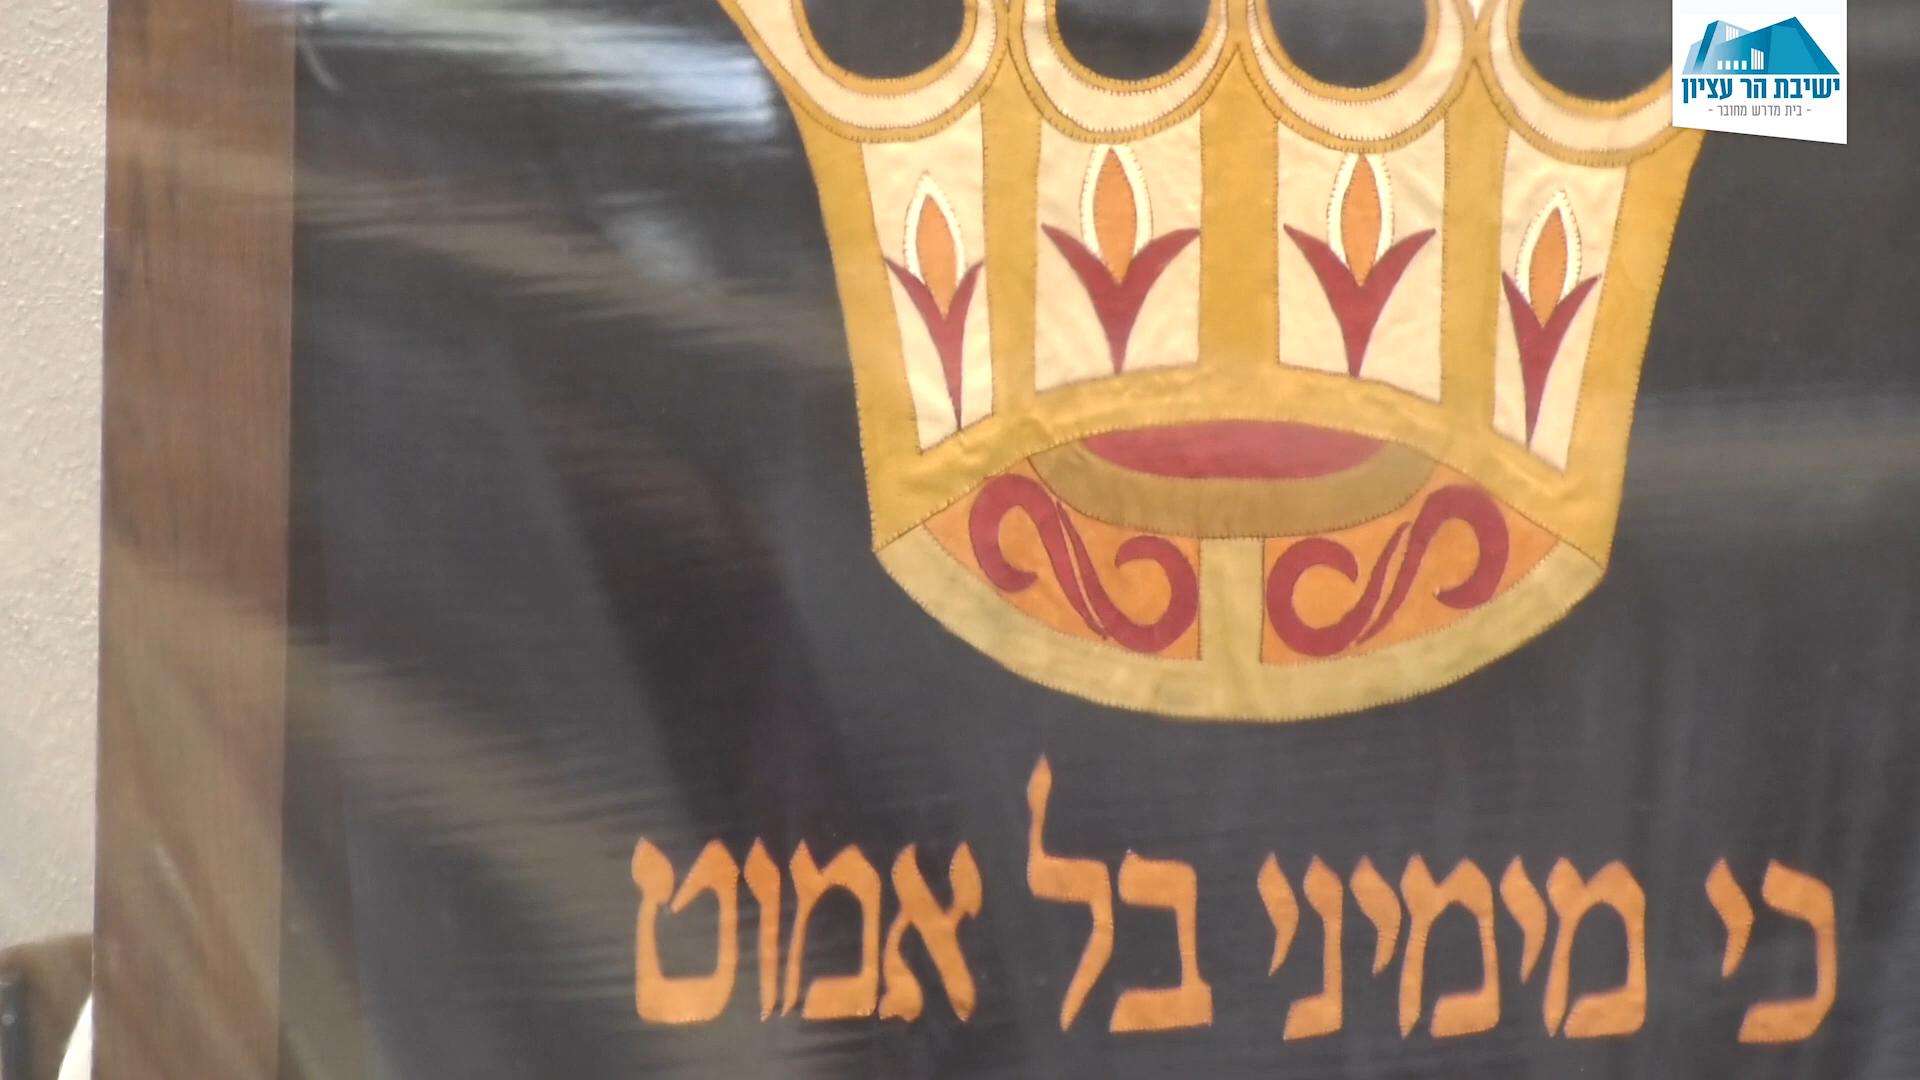 ישיבת הר עציון
- בית מדרש מחובר -
כי מימיני בל אמוט